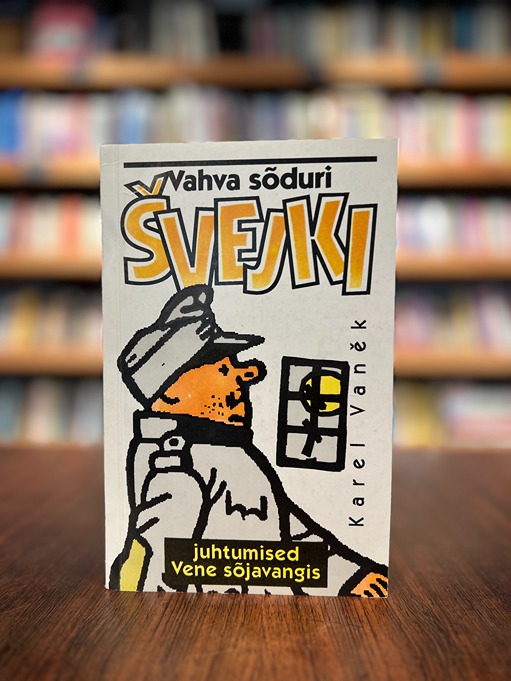 Vahva sõduri
ŠVEJKI
Karel Vaněk
juhtumised
Vene sõjavangis